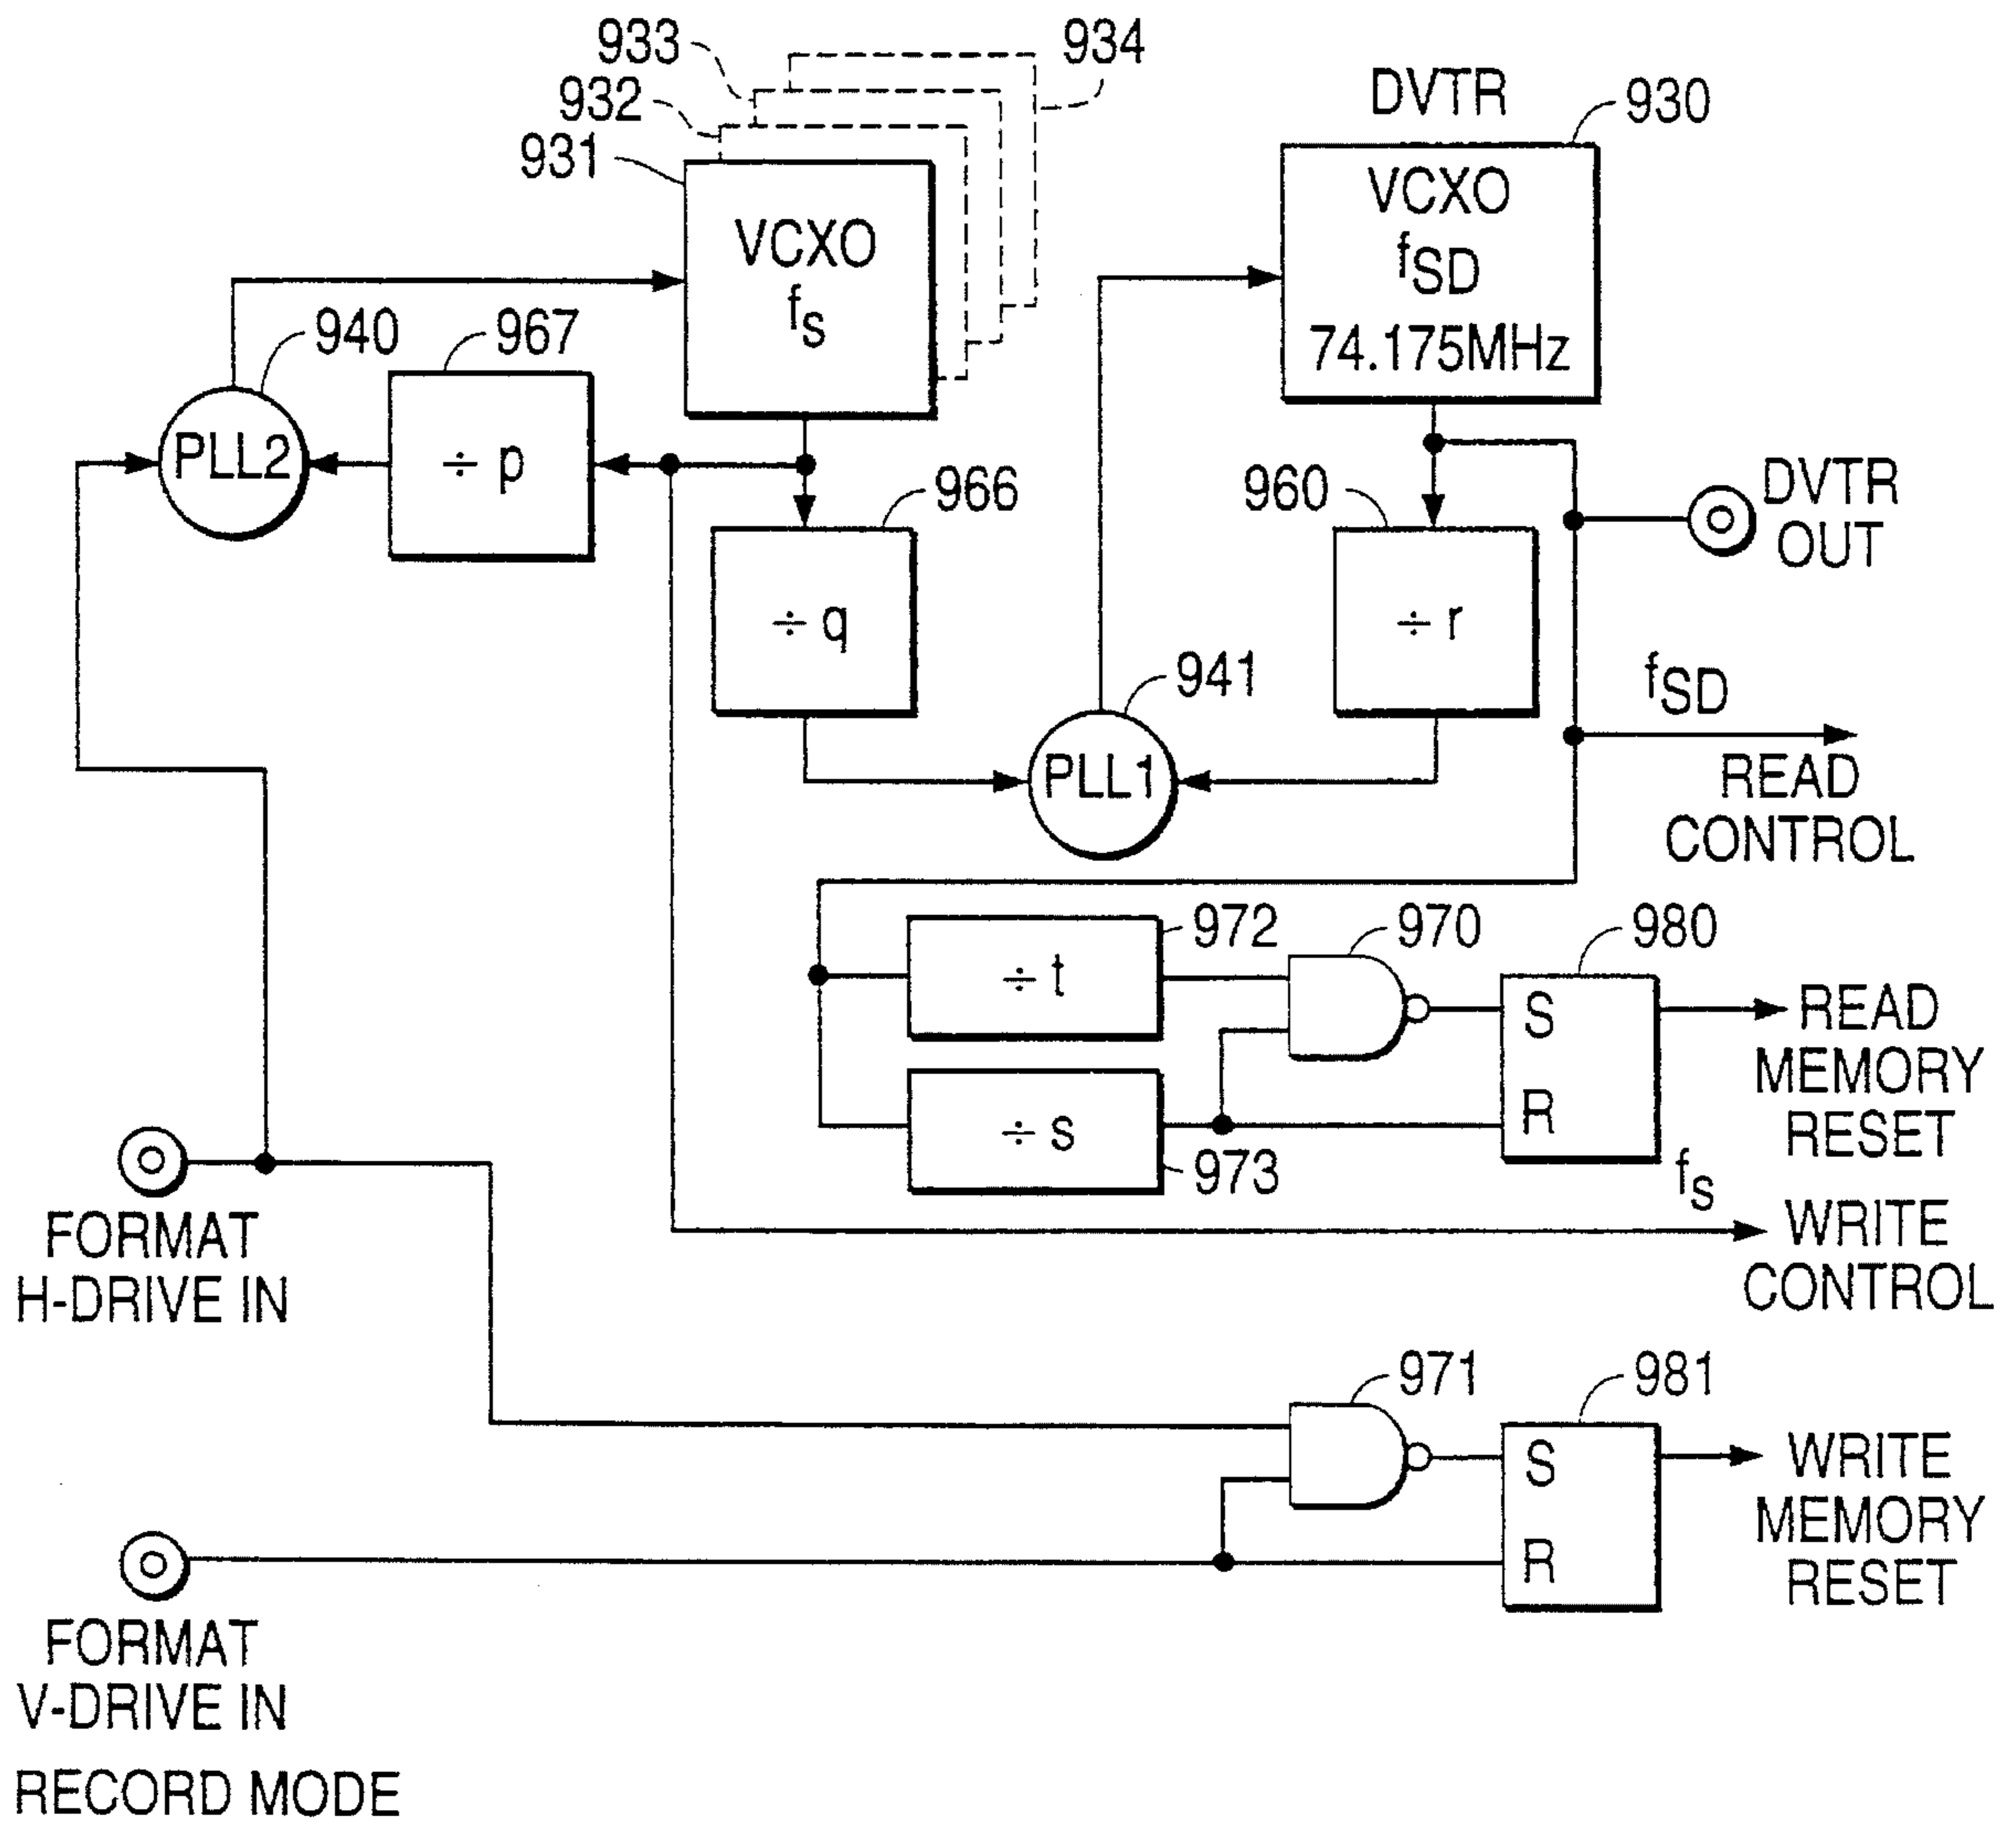 933
934
932
DVTR
930
931
VCXO
fs
VCXO
fSD
74.175MHz
940
967
PLL2
÷ p
966
960
DVTR
OUT
÷ q
÷ r
941
PLL1
fSD
READ
CONTROL
972
970
980
÷ t
S
R
READ
MEMORY
RESET
÷ s
973
fs
WRITE
CONTROL
FORMAT
H-DRIVE IN
971
981
S
R
WRITE
MEMORY
RESET
FORMAT
V-DRIVE IN
RECORD MODE